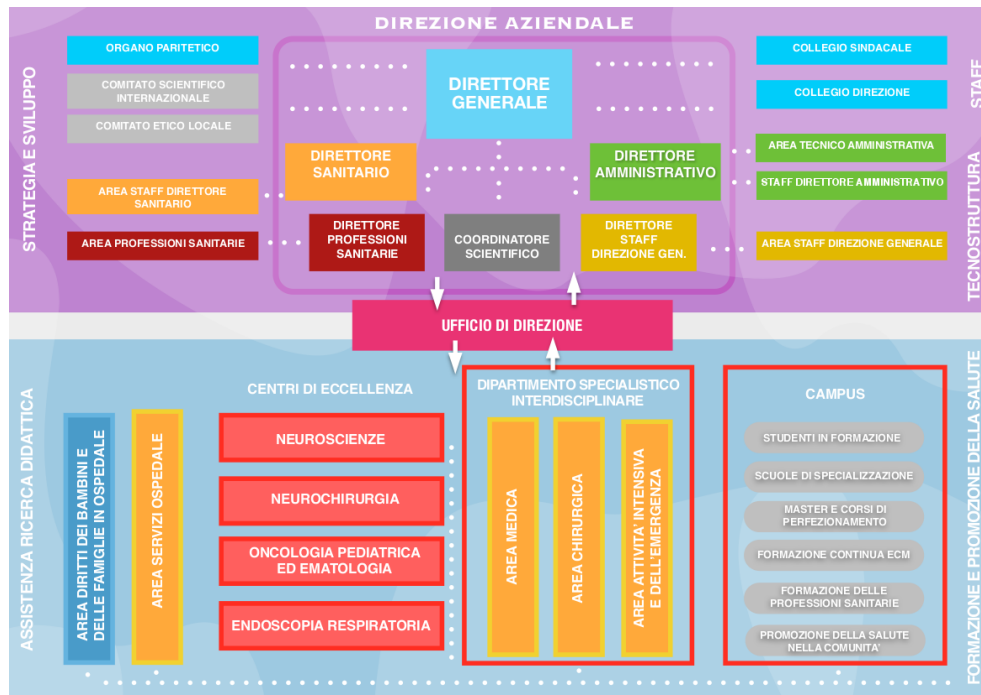 DIREZIONE AZIENDALE
STRATEGIA E SVILUPPO
ORGANO PARITETICO
COMITATO SCIENTIFICO
INTERNAZIONALE
COMITATO ETICO LOCALE
AREA STAFF DIRETTORE
SANITARIO
AREA PROFESSIONI SANITARIE
DIRETTORE
GENERALE
DIRETTORE
SANITARIO
DIRETTORE
AMMINISTRATIVO
DIRETTORE
PROFESSIONI
SANITARIE
COORDINATORE
SCIENTIFICO
DIRETTORE
STAFF
DIREZIONE GEN.
COLLEGIO SINDACALE
COLLEGIO DIREZIONE
AREA TECNICO AMMINISTRATIVA
STAFF DIRETTORE AMMINISTRATIVO
AREA STAFF DIREZIONE GENERALE
STAFF
TECNOSTRUTTURA
UFFICIO DI DIREZIONE
ASSISTENZA RICERCA DIDATTICA
AREA DIRITTI DEI BAMBINI E
DELLE FAMIGLIE IN OSPEDALE
AREA SERVIZI OSPEDALE
CENTRI DI ECCELLENZA
NEUROSCIENZE
NEUROCHIRURGIA
ONCOLOGIA PEDIATRICA
ED EMATOLOGIA
ENDOSCOPIA RESPIRATORIA
DIPARTIMENTO SPECIALISTICO
INTERDISCIPLINARE
AREA MEDICA
AREA CHIRURGICA
AREA ATTIVITA' INTENSIVA
E DELL'EMERGENZA
CAMPUS
STUDENTI IN FORMAZIONE
SCUOLE DI SPECIALIZZAZIONE
MASTER E CORSI DI
PERFEZIONAMENTO
FORMAZIONE CONTINUA ECM
FORMAZIONE DELLE
PROFESSIONI SANITARIE
PROMOZIONE DELLA SALUTE
NELLA COMUNITA'
FORMAZIONE E PROMOZIONE DELLA SALUTE